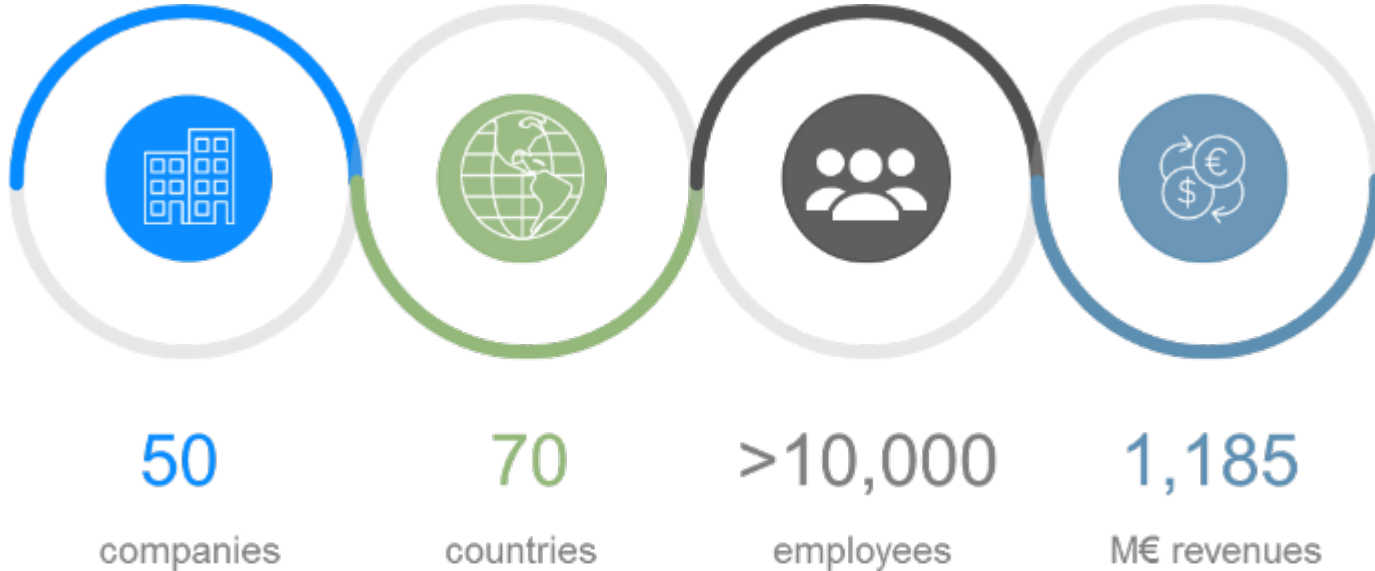 €
$
50
70
>10,000
1,185
companies
countries
employees
M€ revenues